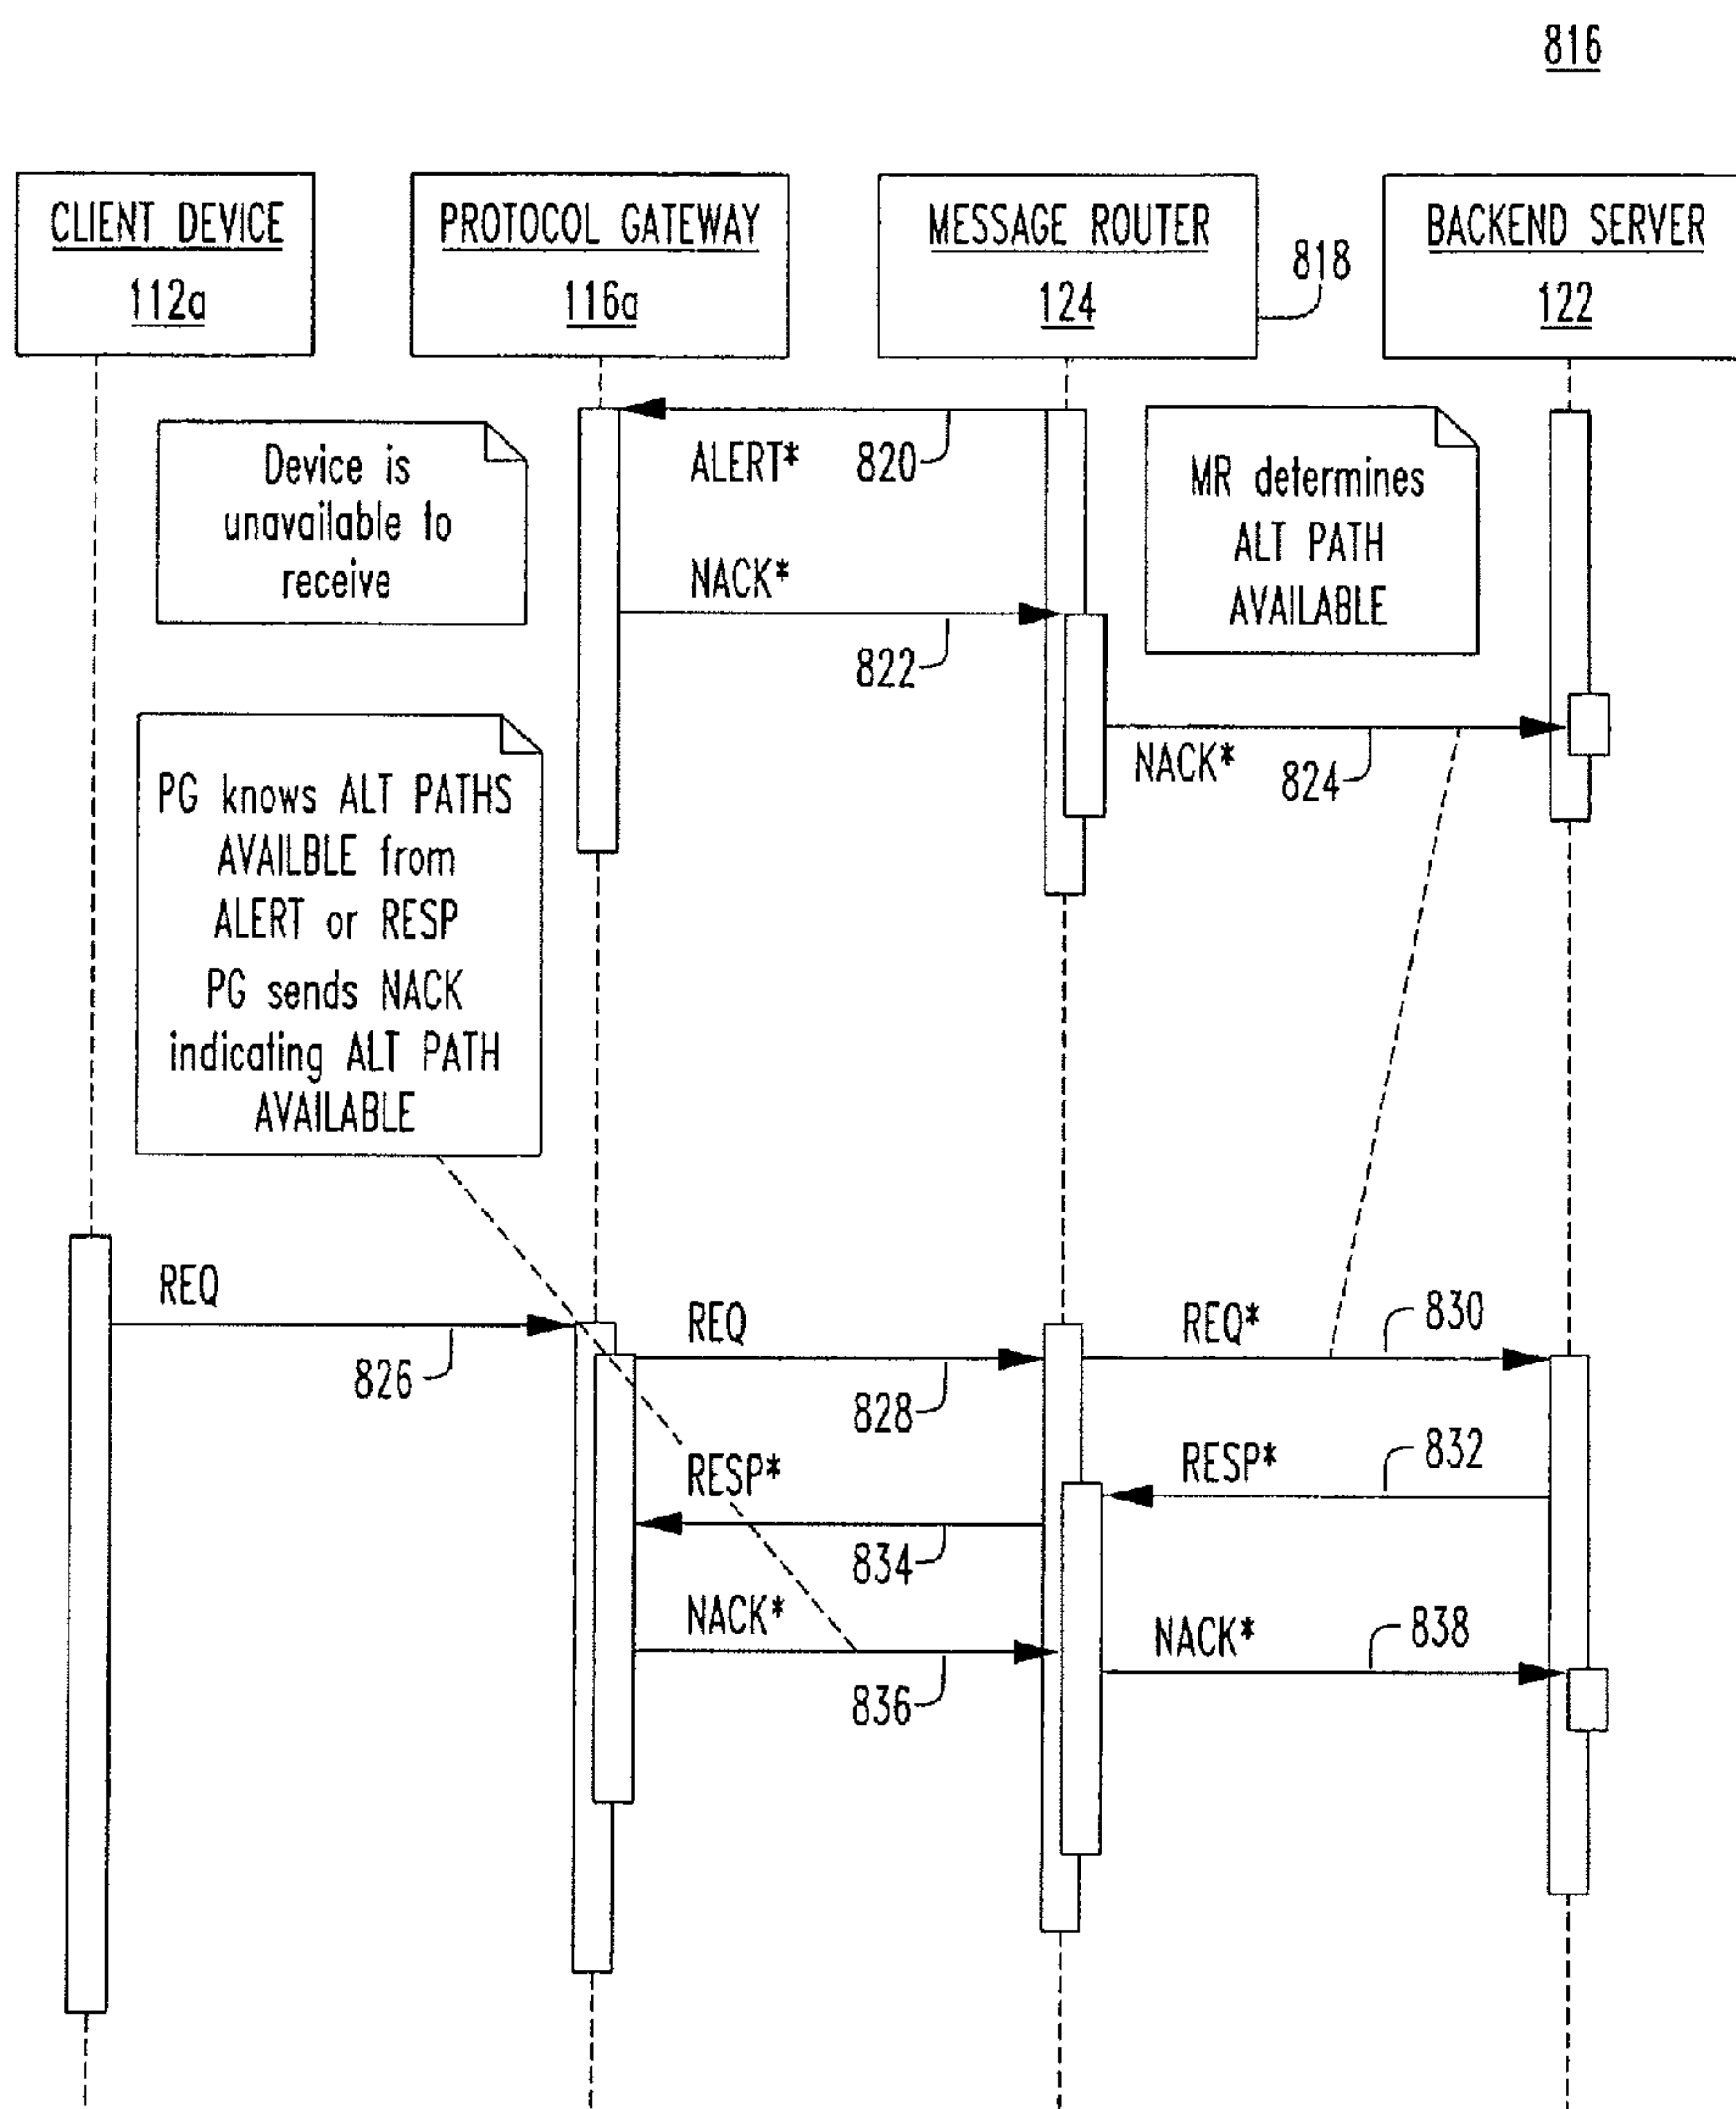 816
CLIENT DEVICE
112a
PROTOCOL GATEWAY
116a
MESSAGE ROUTER
124
818
BACKEND SERVER
122
Device is
unavailable to
receive
ALERT*
820
MR determines
ALT PATH
AVAILABLE
NACK*
822
NACK*
824
PG knows ALT PATHS
AVAILBLE from
ALERT or RESP
PG sends NACK
indicating ALT PATH
AVAILABLE
REQ
826
REQ
828
REQ*
830
RESP*
832
RESP*
834
NACK*
836
NACK*
838